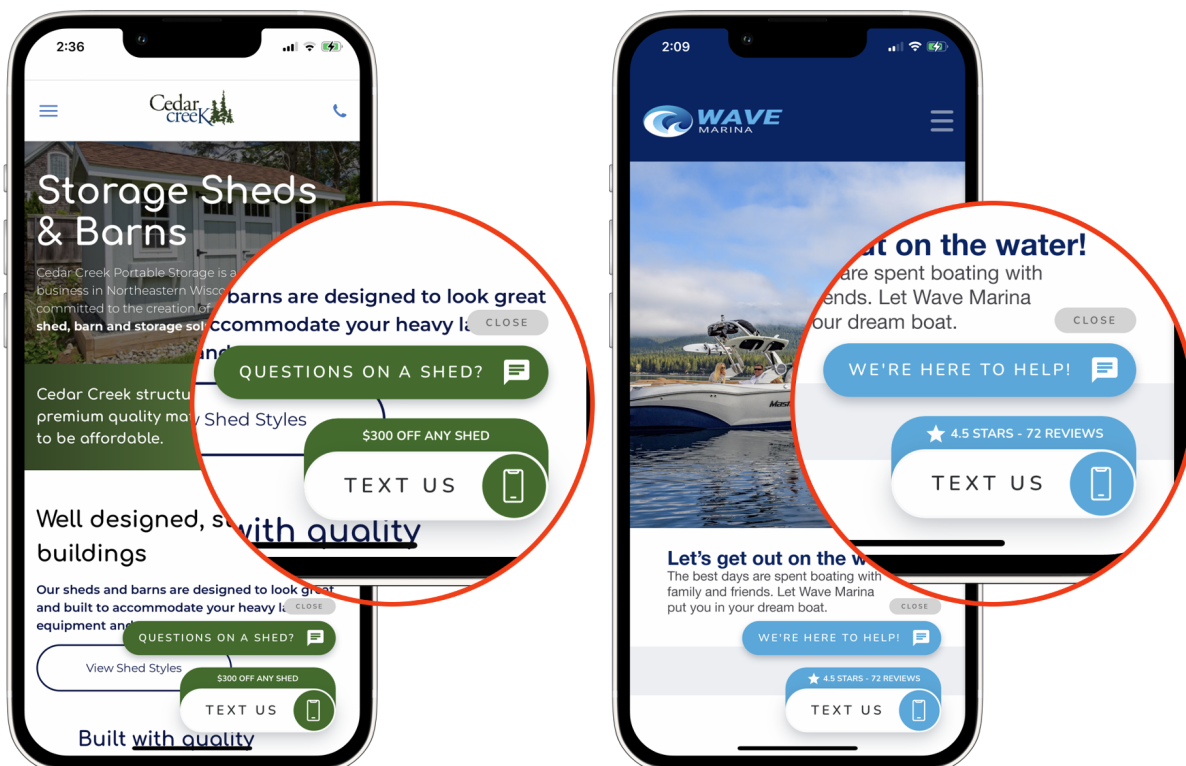 2:36
Cedar
creeK
Storage Sheds
& Barns
Cedar Creek Portable Storage is a
business in Northeastern
committed to the creation of
shed, barn and storage
Cedar Creek
premium quality
to be affordable.
Well designed,
buildings
Our sheds and barns are designed to look great
and built to accommodate your heavy
equipment
CLOSE
QUESTIONS ON A SHED?
View Shed Styles
$300 OFF ANY SHED
TEXT US
Built with quality
barns are designed to look great
ccommodate your heavy
CLOSE
QUESTIONS ON A SHED?
Shed Styles
$300 OFF ANY SHED
TEXT US
with quality
2:09
WAVE
MARINA
Let's get out on the
The best days are spent boating with
family and friends. Let Wave Marina
put you in your dream boat.
CLOSE
WE'RE HERE TO HELP!
4.5 STARS - 72 REVIEWS
TEXT US
out on the water!
are spent boating with
ends. Let Wave Marina
our dream boat.
CLOSE
WE'RE HERE TO HELP!
4.5 STARS - 72 REVIEWS
TEXT US